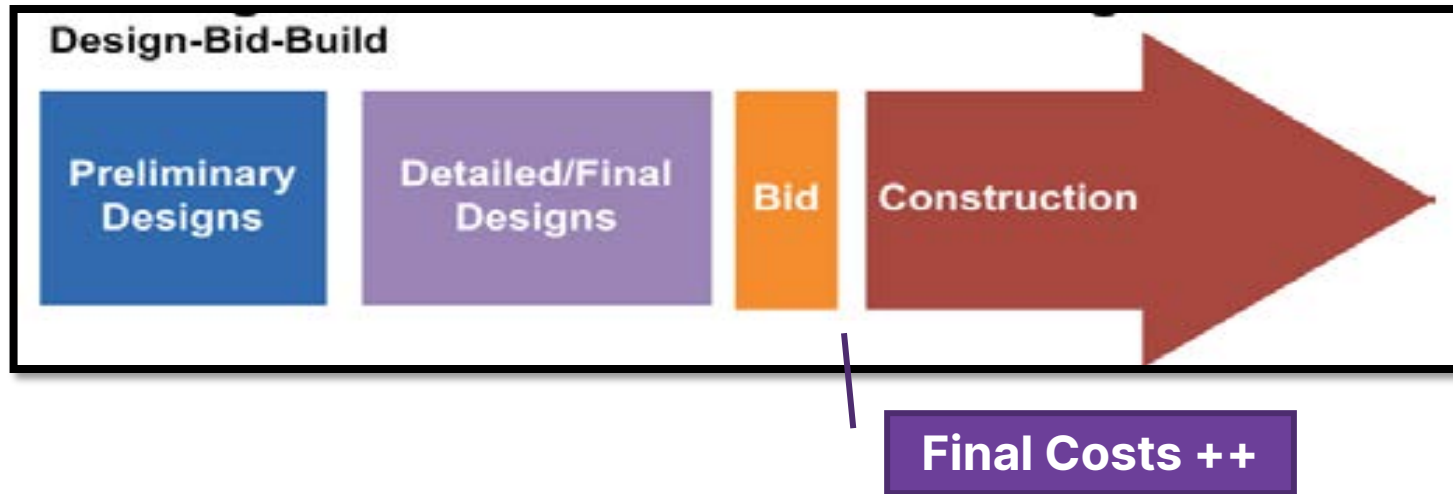 Design-Bid-Build
Preliminary
Designs
Detailed/Final
Designs
Bid
Construction
Final Costs ++